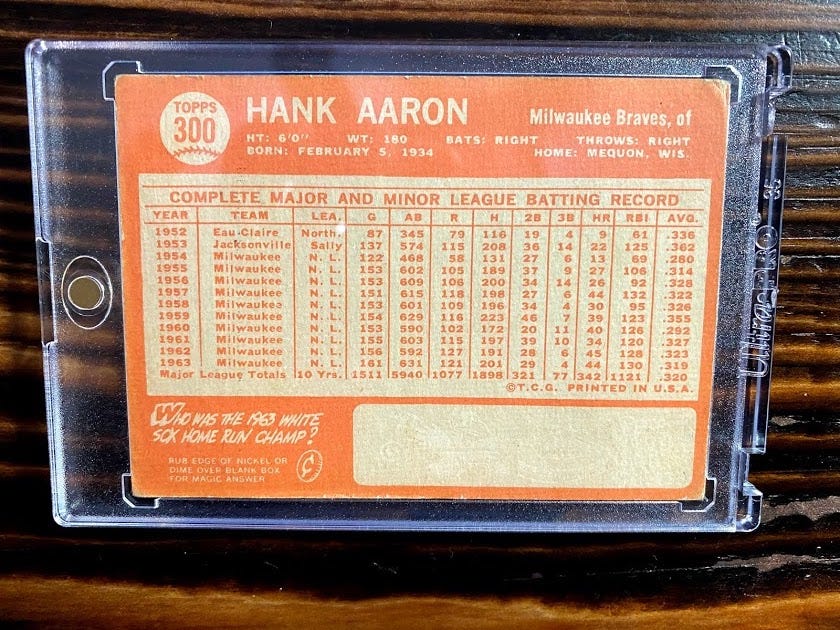 TOPPS
300
HANK AARON
Milwaukee Braves, of
HT: 6'0" WT: 180 BATS: RIGHT THROWS: RIGHT
BORN: FEBRUARY 5, 1934 HOME: MEQUON, WIS.
COMPLETE MAJOR AND MINOR LEAGUE BATTING RECORD
YEAR TEAM LEA. G AB R H 2B 3B HR RBI AVG.
1952 Eau-Claire North. 87 345 79 116 19 4 9 61 .336
1953 Jacksonville Sally 137 574 115 208 36 14 22 125 .362
1954 Milwaukee N. L. 122 468 58 131 27 6 13 69 .280
1955 Milwaukee N. L. 153 602 105 189 37 9 27 106 .314
1956 Milwaukee N. L. 153 609 106 200 34 14 26 92 .328
1957 Milwaukee N. L. 151 615 118 198 27 6 44 132 .322
1958 Milwaukee N. L. 153 601 109 196 34 4 30 95 .326
1959 Milwaukee N. L. 154 629 116 223 46 7 39 123 .355
1960 Milwaukee N. L. 153 590 102 172 20 11 40 126 .292
1961 Milwaukee N. L. 155 603 115 197 39 10 34 120 .327
1962 Milwaukee N. L. 156 592 127 191 28 6 45 128 .323
1963 Milwaukee N. L. 161 631 121 201 29 4 44 130 .319
Major League Totals 10 Yrs. 1511 5940 1077 1898 321 77 342 1121 .320
©T.C.G. PRINTED IN U.S.A.
WHO WAS THE 1963 WHITE
SOX HOME RUN CHAMP?
RUB EDGE OF NICKEL OR
DIME OVER BLANK BOX
FOR MAGIC ANSWER
Ultra PRO
35